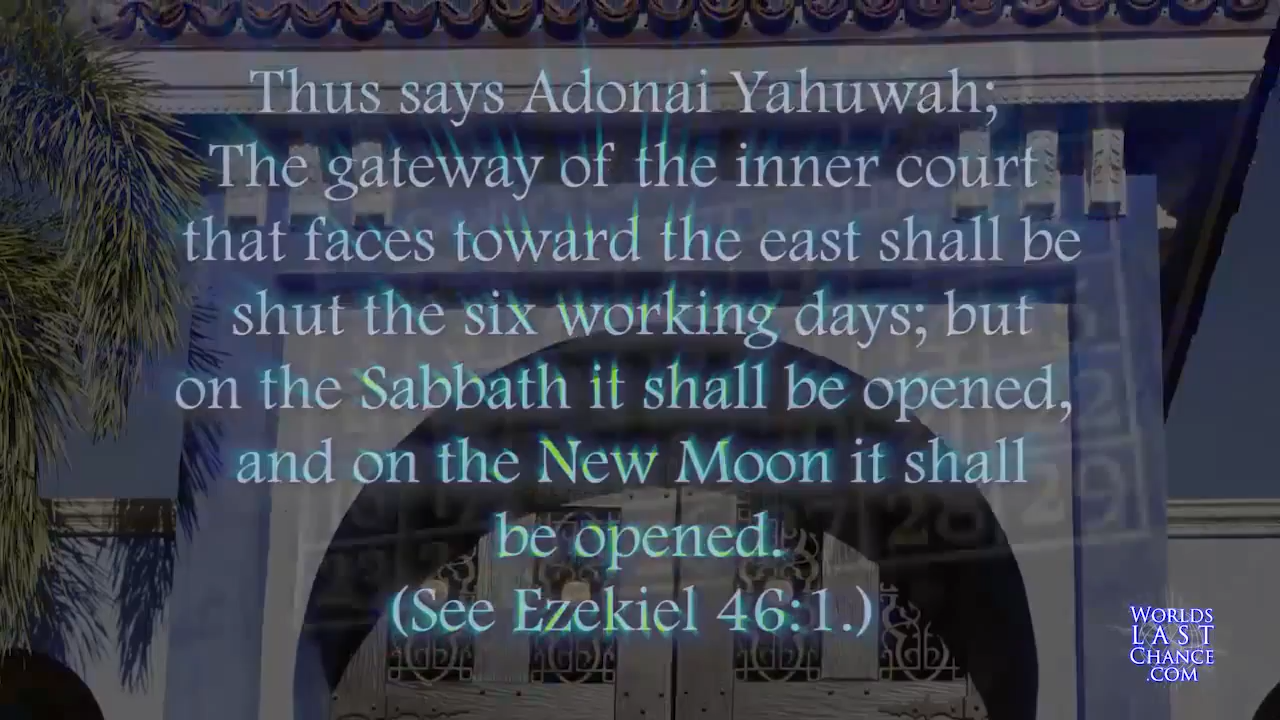 Thus says Adonai Yahuwah;
The gateway of the inner court
that faces toward the east shall be
shut the six working days; but
on the Sabbath it shall be opened,
and on the New Moon it shall
be opened.
(See Ezekiel 46:1.)
28
29
WORLDS
LAST
CHANCE
.COM